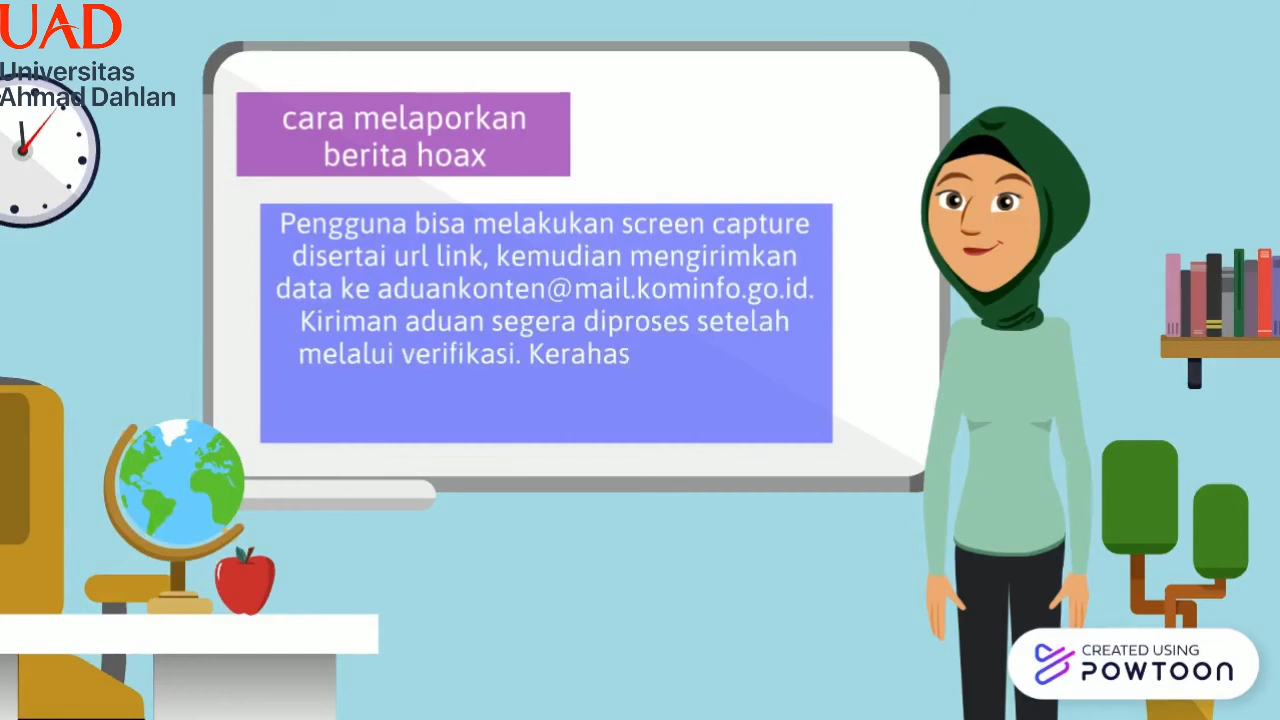 UAD
Universitas
Ahmad Dahlan
cara melaporkan
berita hoax
Pengguna bisa melakukan screen capture
disertai url link, kemudian mengirimkan
data ke aduankonten@mail.kominfo.go.id.
Kiriman aduan segera diproses setelah
melalui verifikasi. Kerahas
CREATED USING
POWTOON